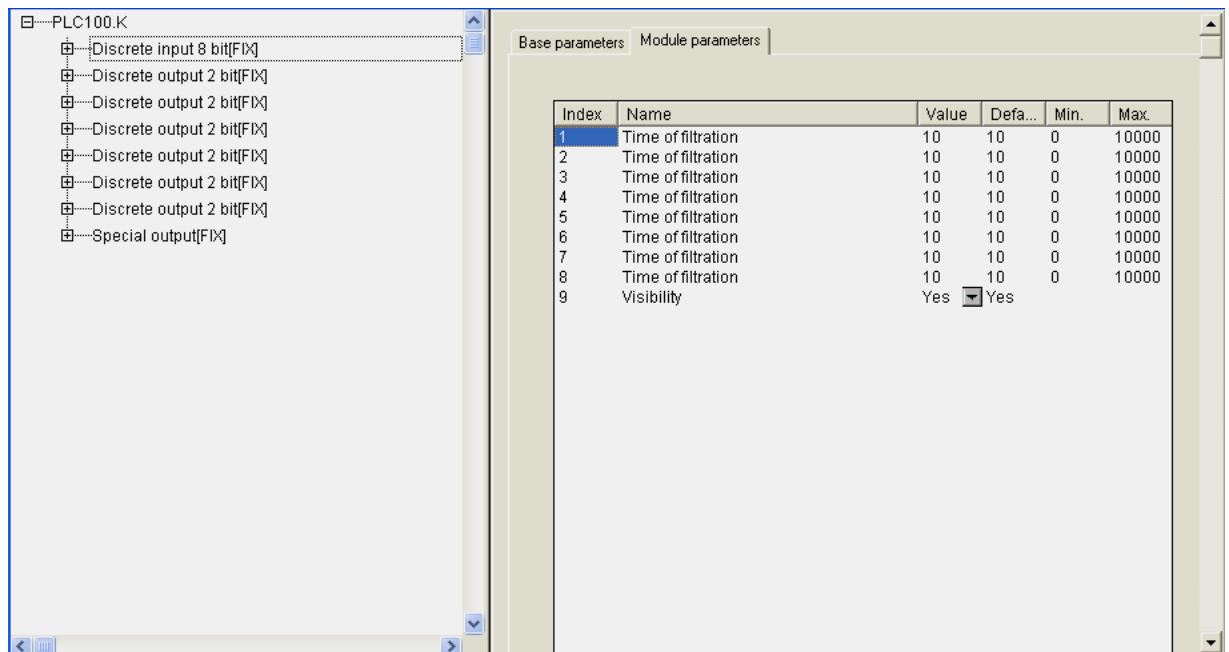 PLC100.K
Discrete input 8 bit[FIX]
Discrete output 2 bit[FIX]
Discrete output 2 bit[FIX]
Discrete output 2 bit[FIX]
Discrete output 2 bit[FIX]
Discrete output 2 bit[FIX]
Discrete output 2 bit[FIX]
Special output[FIX]
Base parameters Module parameters
Index Name Value Defa... Min. Max.
1 Time of filtration 10 10 0 10000
2 Time of filtration 10 10 0 10000
3 Time of filtration 10 10 0 10000
4 Time of filtration 10 10 0 10000
5 Time of filtration 10 10 0 10000
6 Time of filtration 10 10 0 10000
7 Time of filtration 10 10 0 10000
8 Time of filtration 10 10 0 10000
9 Visibility Yes Yes